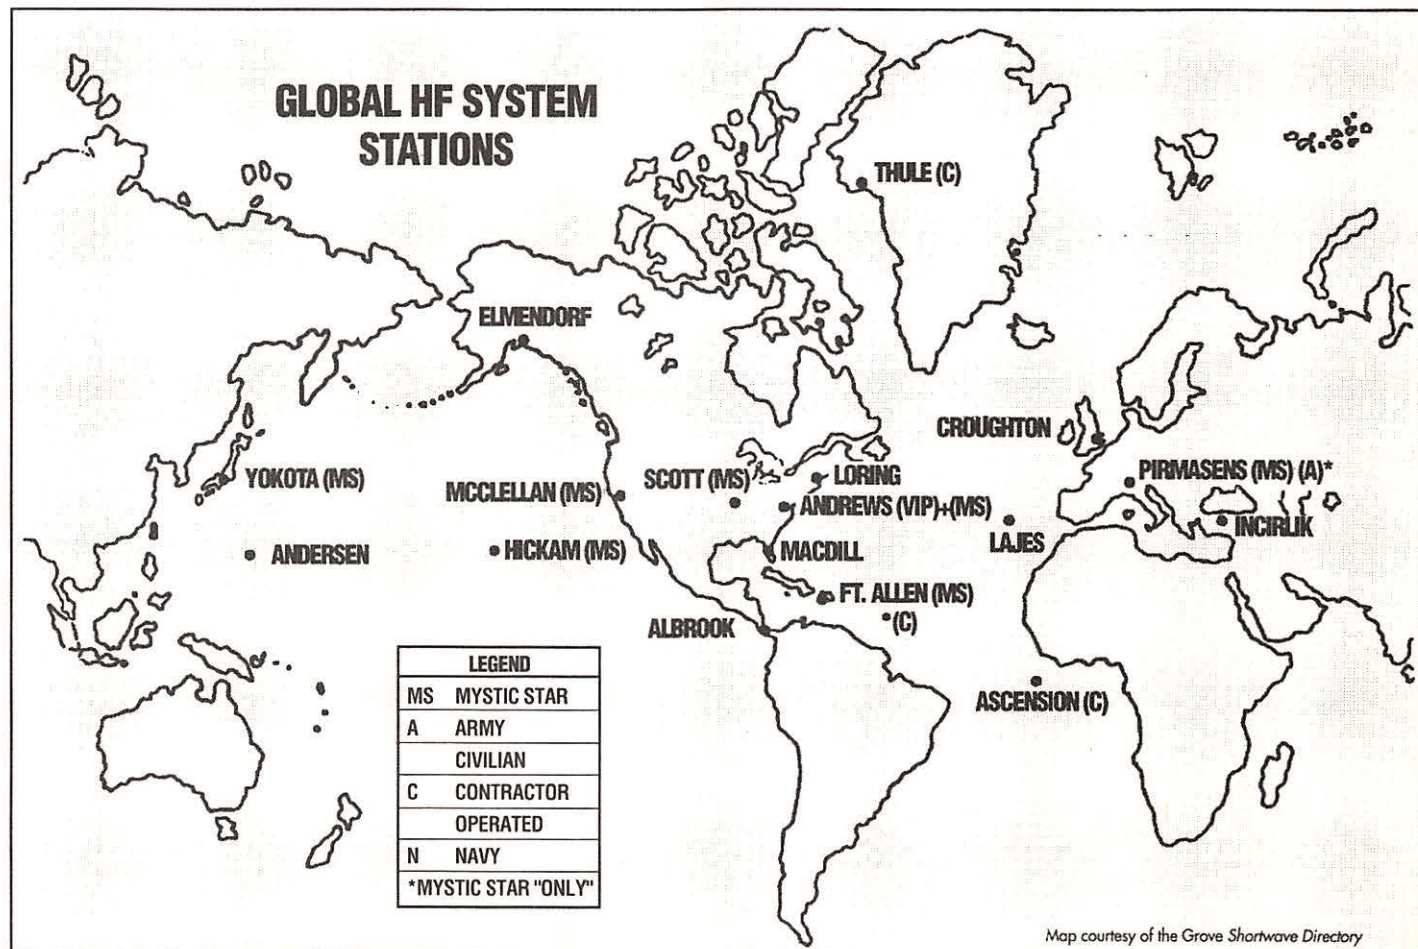 GLOBAL HF SYSTEM
STATIONS
THULE (C)
ELMENDORF
CROUGHTON
YOKOTA (MS)
MCCLELLAN (MS)
SCOTT (MS)
LORING
PIRMASENS (MS) (A)*
ANDREWS (VIP)+(MS)
INCIRLIK
LAJES
ANDERSEN
HICKAM (MS)
MACDILL
FT. ALLEN (MS)
(C)
ALBROOK
ASCENSION (C)
LEGEND
MS MYSTIC STAR
A ARMY
CIVILIAN
C CONTRACTOR
OPERATED
N NAVY
*MYSTIC STAR "ONLY"
Map courtesy of the Grove Shortwave Directory